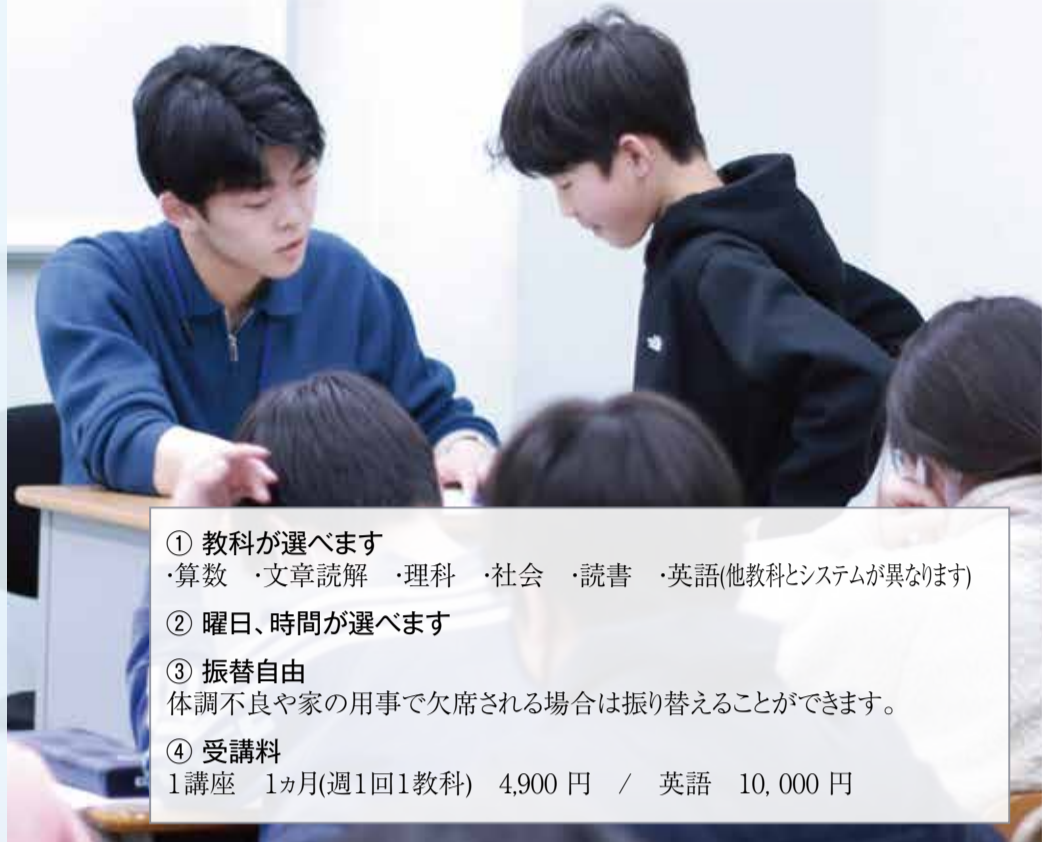 ① 教科が選べます
·算数　·文章読解　·理科　·社会　·読書　·英語(他教科とシステムが異なります)
② 曜日、時間が選べます
③ 振替自由
体調不良や家の用事で欠席される場合は振り替えることができます。
④ 受講料
1講座　1ヵ月(週1回1教科)　4,900 円　/　英語　10, 000 円